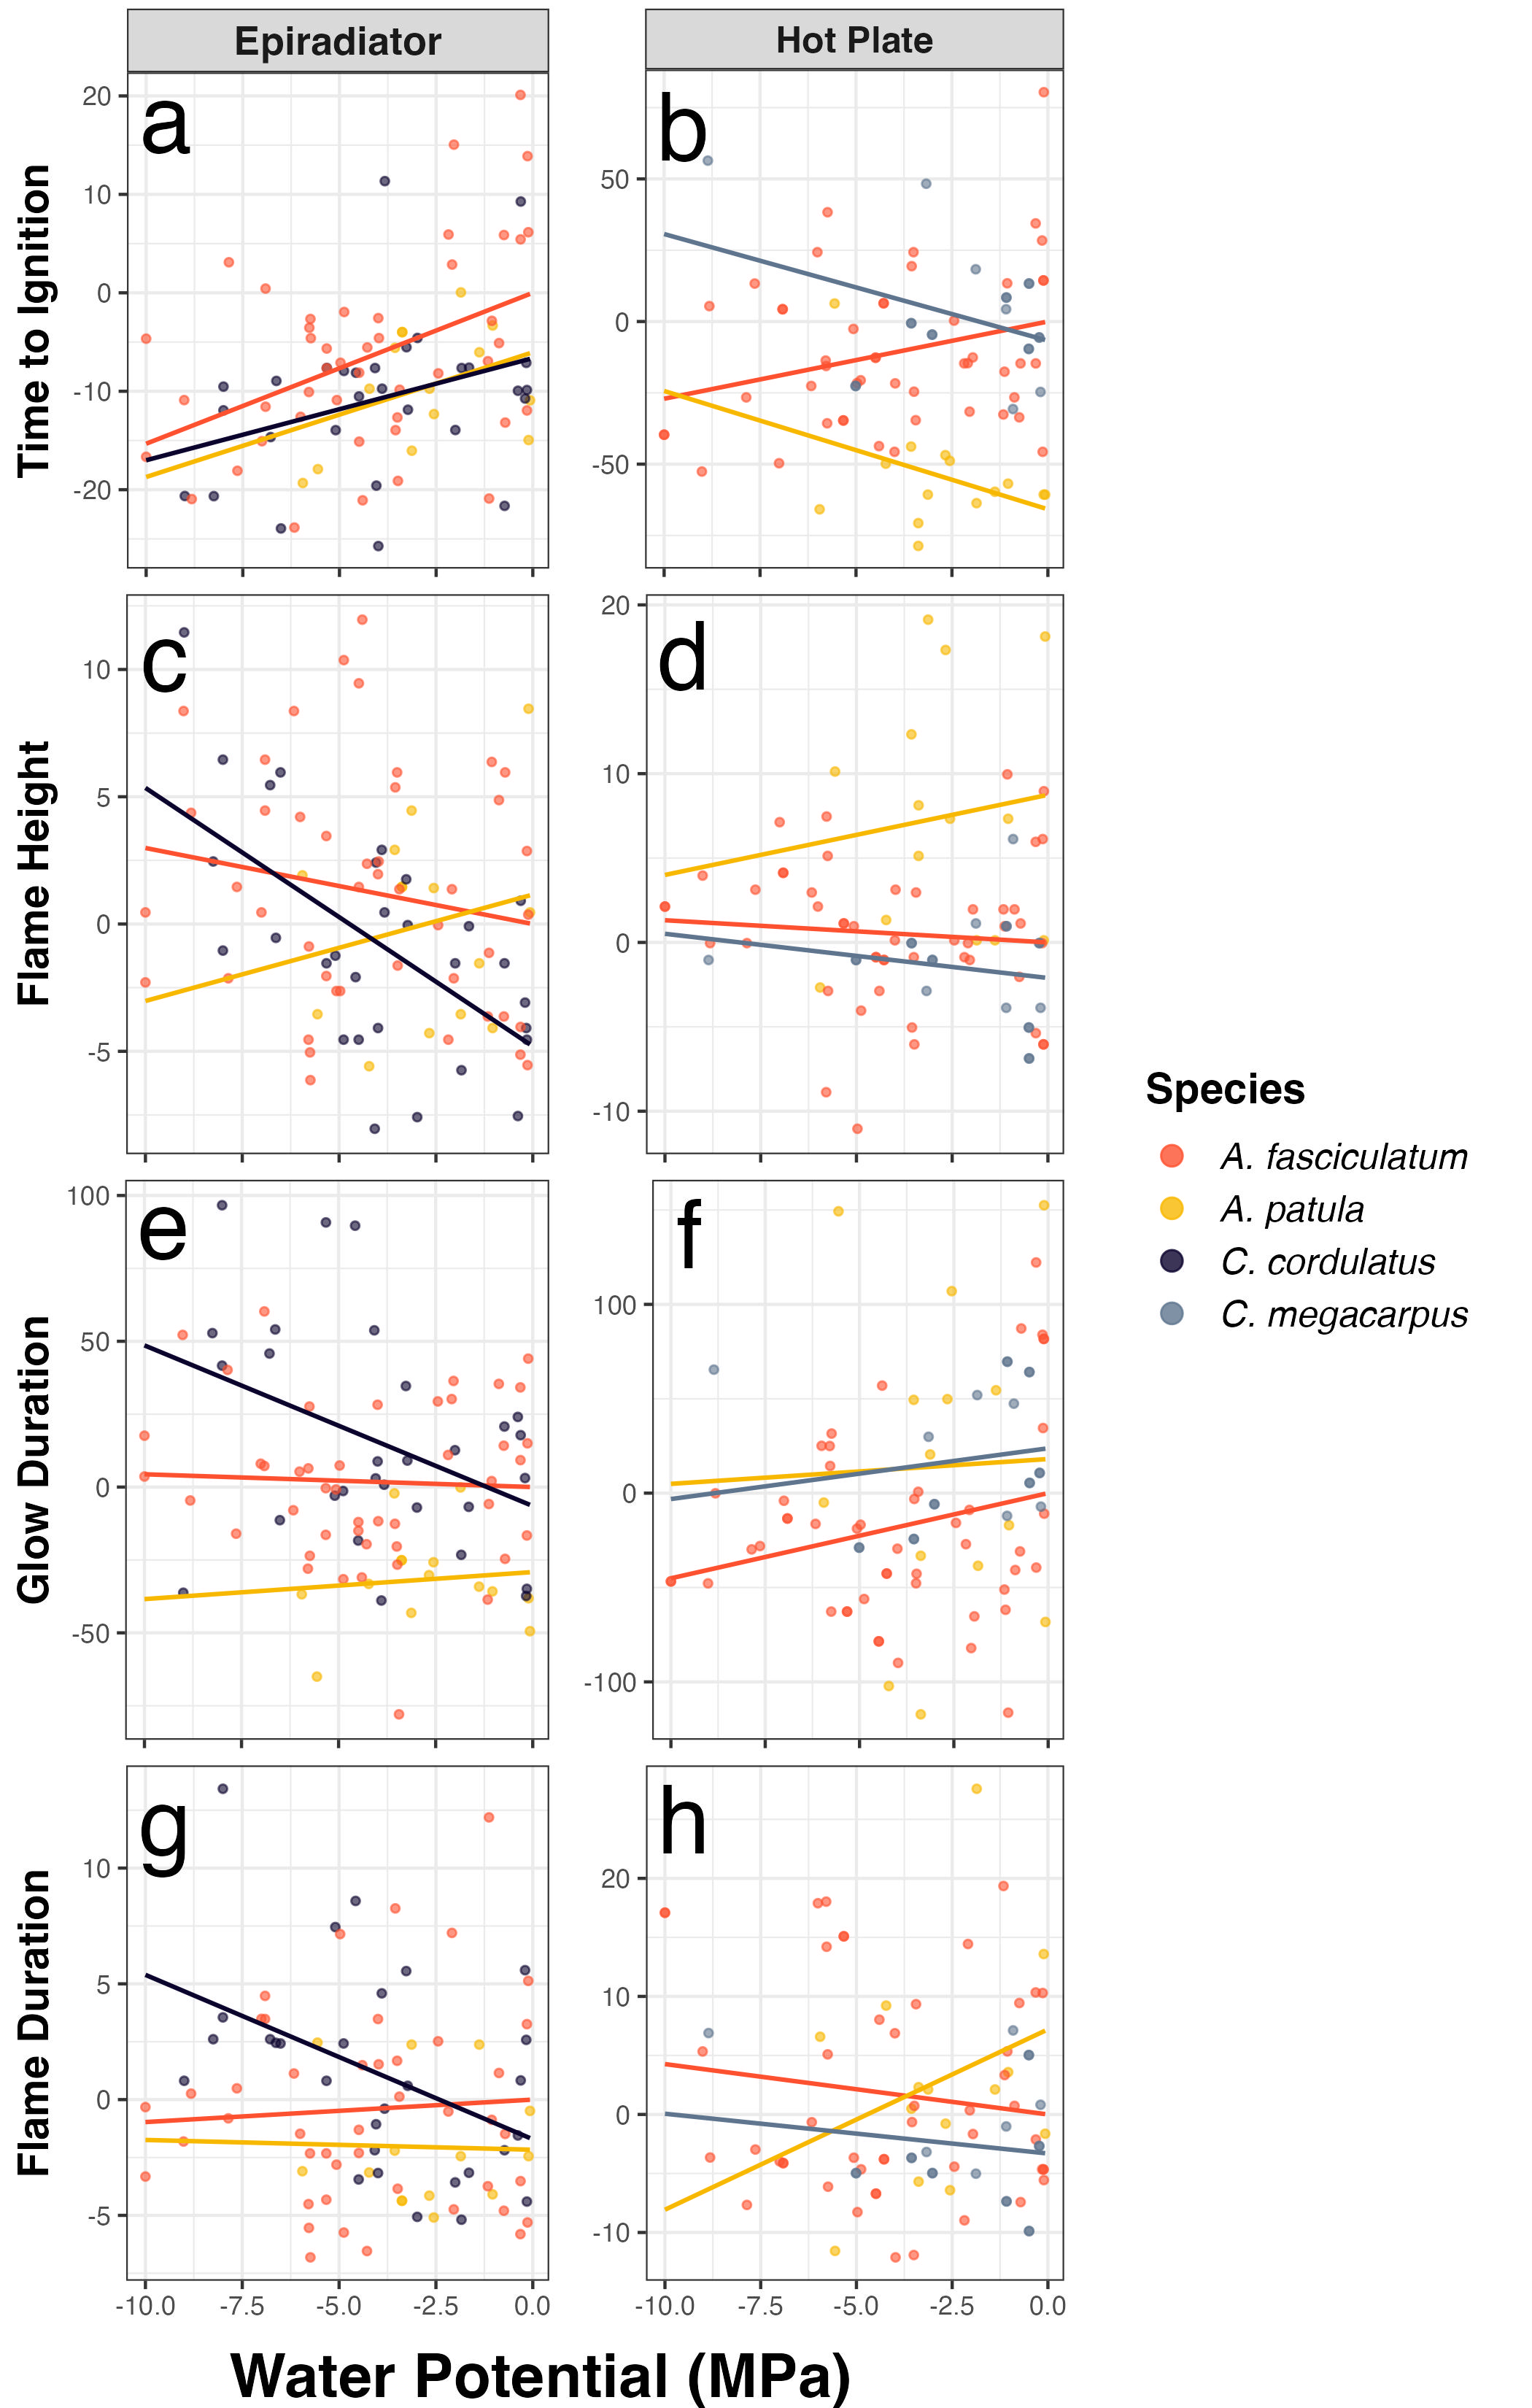 Epiradiator
Hot Plate
Time to Ignition
20
10
0
-10
-20
a
50
0
-50
b
Flame Height
10
5
0
-5
c
20
10
0
-10
d
Glow Duration
100
50
0
-50
e
100
0
-100
f
Flame Duration
10
5
0
-5
g
20
10
0
-10
h
-10.0 -7.5 -5.0 -2.5 0.0
-10.0 -7.5 -5.0 -2.5 0.0
Water Potential (MPa)
Species
A. fasciculatum
A. patula
C. cordulatus
C. megacarpus